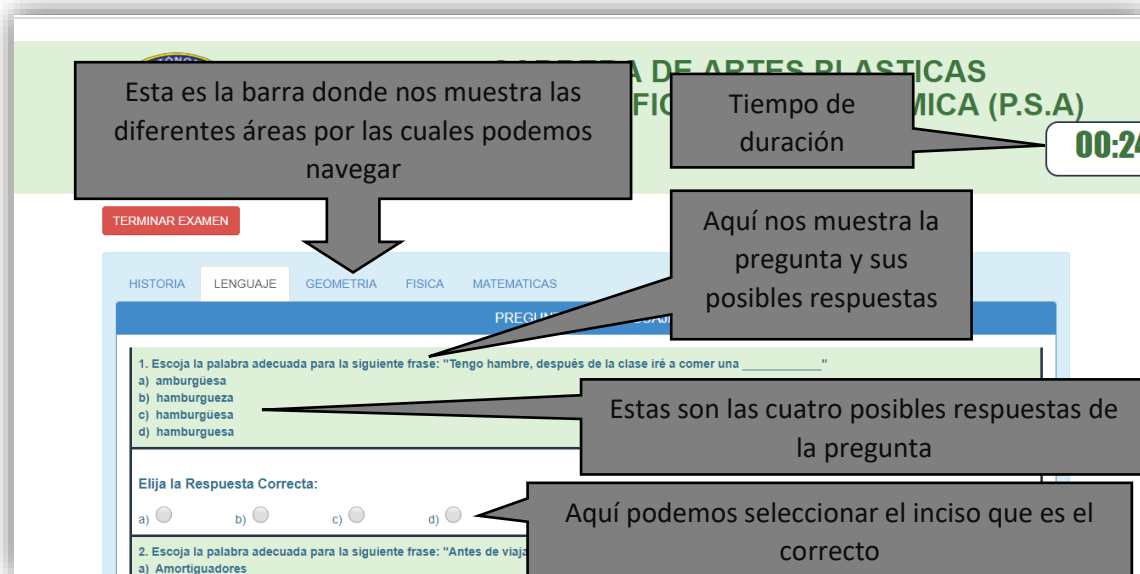 TÓNO
DE ARTES PLASTICAS
MICA (P.S.A)
Esta es la barra donde nos muestra las
diferentes áreas por las cuales podemos
navegar
Tiempo de
duración
00:24
TERMINAR EXAMEN
Aquí nos muestra la
pregunta y sus
posibles respuestas
HISTORIA LENGUAJE GEOMETRIA FISICA MATEMATICAS
1. Escoja la palabra adecuada para la siguiente frase: "Tengo hambre, después de la clase iré a comer una ____________"
a) amburgüesa
b) hamburgueza
c) hamburgüesa
d) hamburguesa
Estas son las cuatro posibles respuestas de
la pregunta
Elija la Respuesta Correcta:
a) b) c) d)
Aquí podemos seleccionar el inciso que es el
correcto
2. Escoja la palabra adecuada para la siguiente frase: "Antes de viaja
a) Amortiguadores